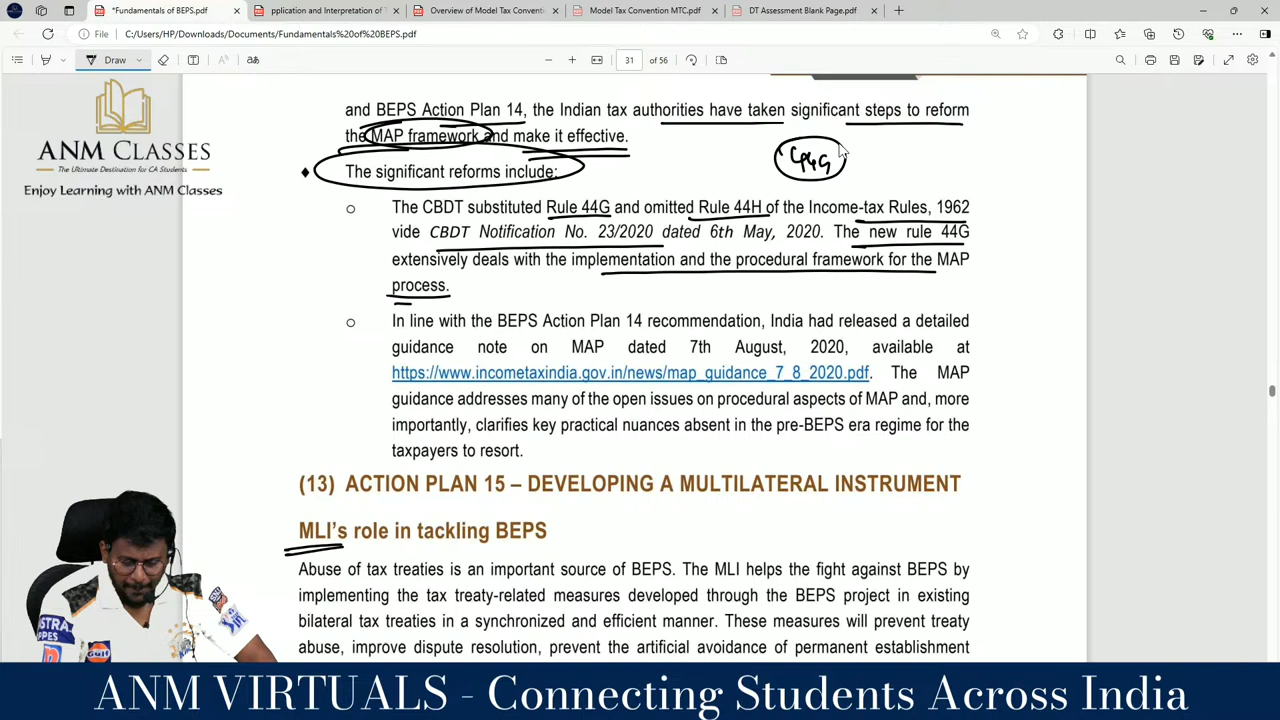 *Fundamentals of BEPS.pdf
pplication and Interpretation of T
Overview of Model Tax Conventi
Model Tax Convention MTC.pdf
DT Assessment Blank Page.pdf
File C:/Users/HP/Downloads/Documents/Fundamentals%20of%20BEPS.pdf
Draw
31 of 56
ANM CLASSES
The Ultimate Destination for CA Students
Enjoy Learning with ANM Classes
and BEPS Action Plan 14, the Indian tax authorities have taken significant steps to reform
the MAP framework and make it effective.
44G
The significant reforms include:
The CBDT substituted Rule 44G and omitted Rule 44H of the Income-tax Rules, 1962
vide CBDT Notification No. 23/2020 dated 6th May, 2020. The new rule 44G
extensively deals with the implementation and the procedural framework for the MAP
process.
In line with the BEPS Action Plan 14 recommendation, India had released a detailed
guidance note on MAP dated 7th August, 2020, available at
https://www.incometaxindia.gov.in/news/map_guidance_7_8_2020.pdf. The MAP
guidance addresses many of the open issues on procedural aspects of MAP and, more
importantly, clarifies key practical nuances absent in the pre-BEPS era regime for the
taxpayers to resort.
(13) ACTION PLAN 15 – DEVELOPING A MULTILATERAL INSTRUMENT
MLI's role in tackling BEPS
Abuse of tax treaties is an important source of BEPS. The MLI helps the fight against BEPS by
implementing the tax treaty-related measures developed through the BEPS project in existing
bilateral tax treaties in a synchronized and efficient manner. These measures will prevent treaty
abuse, improve dispute resolution, prevent the artificial avoidance of permanent establishment
Gulf
ANM VIRTUALS - Connecting Students Across India